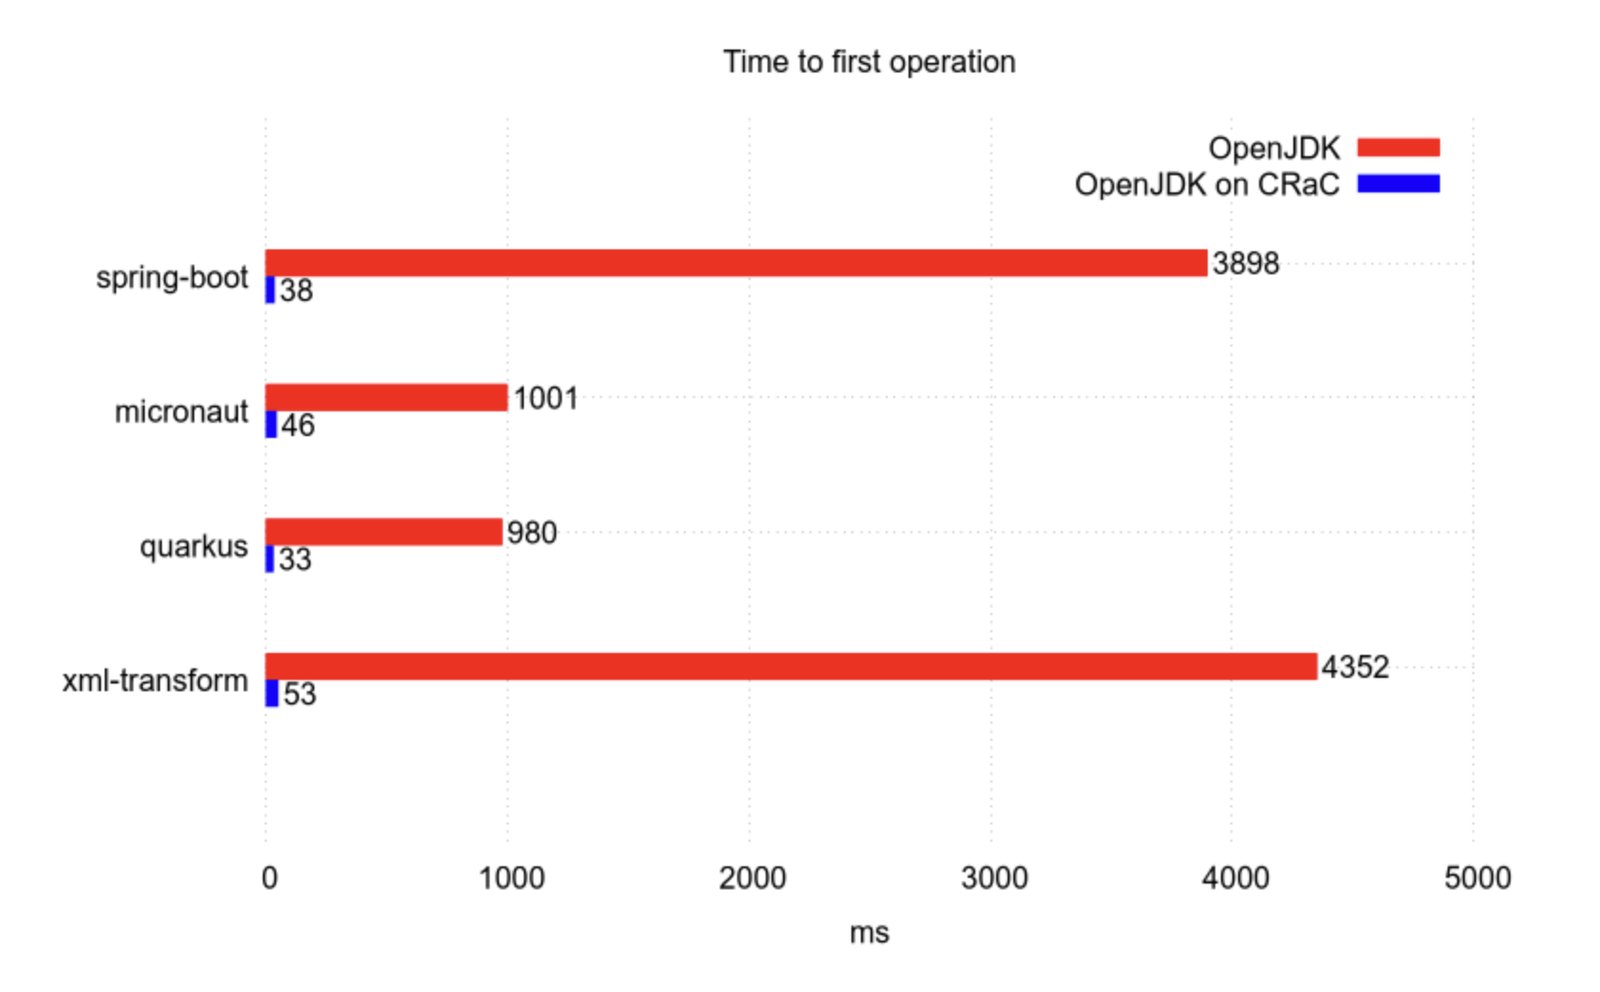 Time to first operation
OpenJDK
OpenJDK on CRaC
spring-boot
3898
38
micronaut
1001
46
quarkus
980
33
xml-transform
4352
53
0 1000 2000 3000 4000 5000
ms